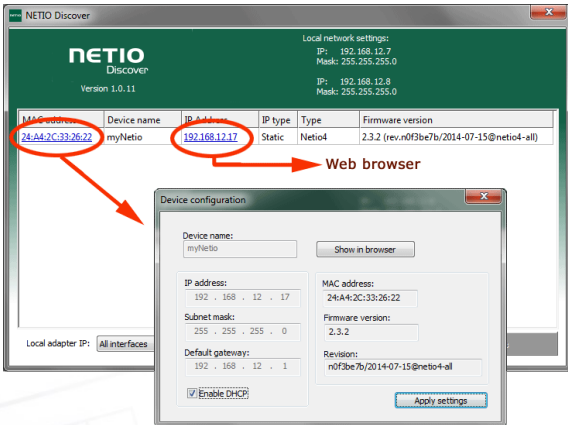 NETIO Discover
NETIO
Discover
Version 1.0.11
Local network settings:
IP: 192.168.12.7
Mask: 255.255.255.0
IP: 192.168.12.8
Mask: 255.255.255.0
MAC address Device name IP Address IP type Type Firmware version
24:A4:2C:33:26:22 myNetio 192.168.12.17 Static Netio4 2.3.2 (rev.n0f3be7b/2014-07-15@netio4-all)
Web browser
Device configuration
Device name:
myNetio
Show in browser
IP address:
192 . 168 . 12 . 17
Subnet mask:
255 . 255 . 255 . 0
Default gateway:
192 . 168 . 12 . 1
Enable DHCP
MAC address:
24:A4:2C:33:26:22
Firmware version:
2.3.2
Revision:
n0f3be7b/2014-07-15@netio4-all
Apply settings
Local adapter IP: All interfaces